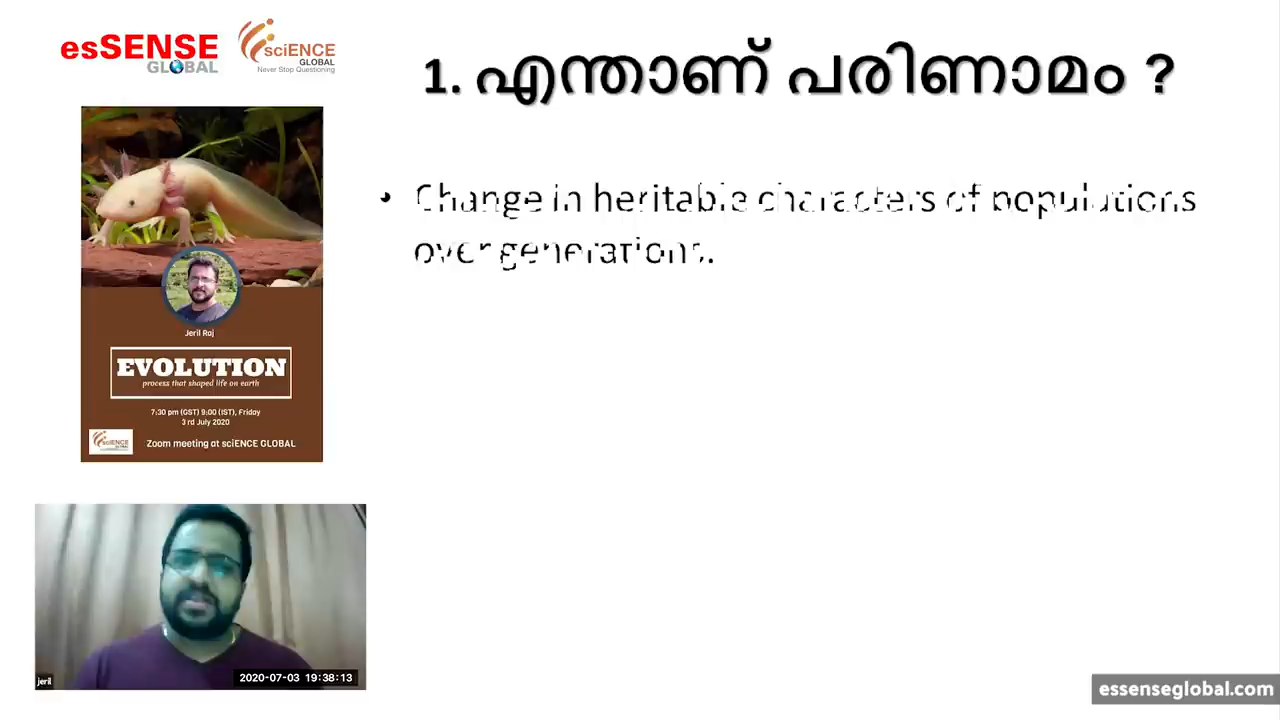 esSENSE
GLOBAL
sciENCE
GLOBAL
Never Stop Questioning
1. എന്താണ് പരിണാമം ?
• Change in heritable characters of populations
over generations.
Jeril Raj
EVOLUTION
process that shaped life on earth
7:30 pm (GST) 9:00 (IST), Friday
3 rd July 2020
sciENCE
Zoom meeting at sciENCE GLOBAL
jeril
2020-07-03 19:38:13
essenseglobal.com